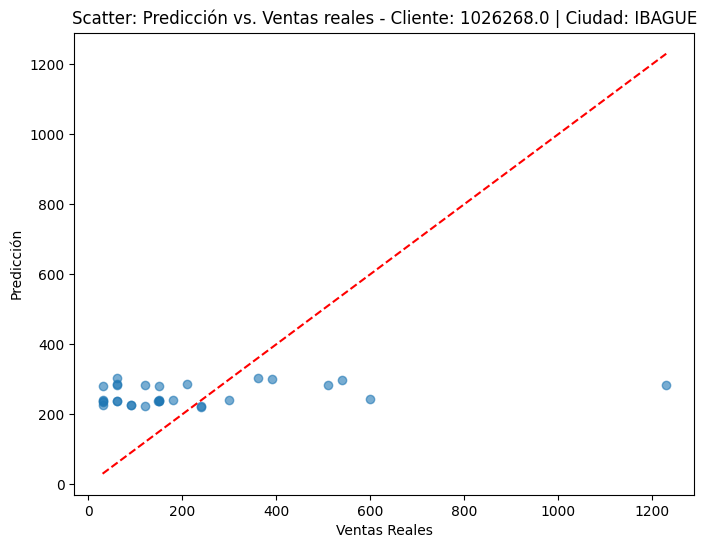 Scatter: Predicción vs. Ventas reales - Cliente: 1026268.0 | Ciudad: IBAGUE
1200
1000
800
600
400
200
0
Predicción
0 200 400 600 800 1000 1200
Ventas Reales